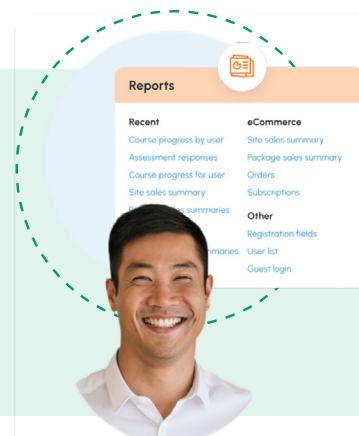 Reports
Recent
Course progress by user
Assessment responses
Course progress for user
Site sales summary
summaries
eCommerce
Site sales summary
Package sales summary
Orders
Subscriptions
Other
Registration fields
User list
Guest login